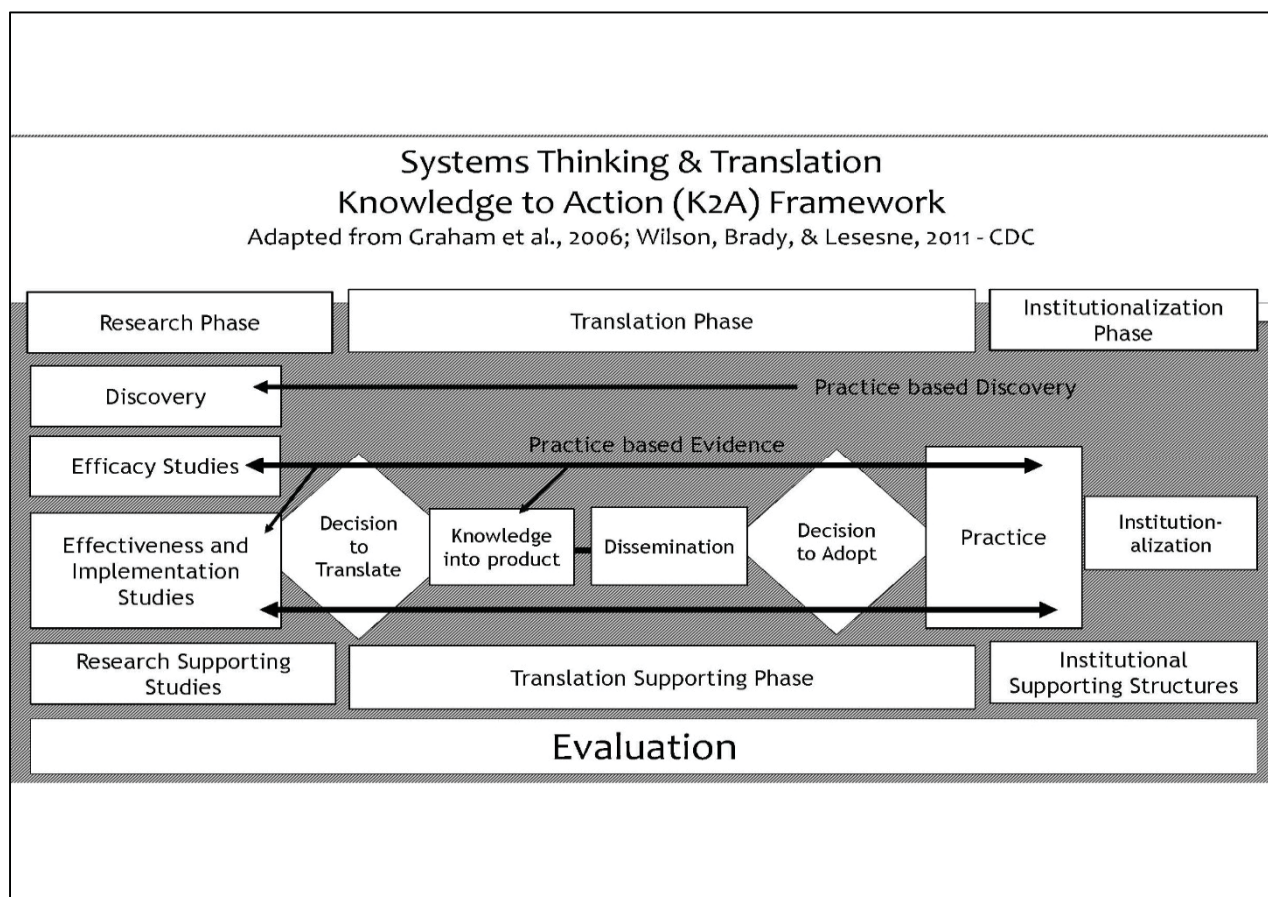 Systems Thinking & Translation
Knowledge to Action (K2A) Framework
Adapted from Graham et al., 2006; Wilson, Brady, & Lesesne, 2011 - CDC
Research Phase
Translation Phase
Institutionalization
Phase
Discovery
Practice based Discovery
Efficacy Studies
Practice based Evidence
Effectiveness and
Implementation
Studies
Decision
to
Translate
Knowledge
into product
Dissemination
Decision
to Adopt
Practice
Institution-
alization
Research Supporting
Studies
Translation Supporting Phase
Institutional
Supporting Structures
Evaluation